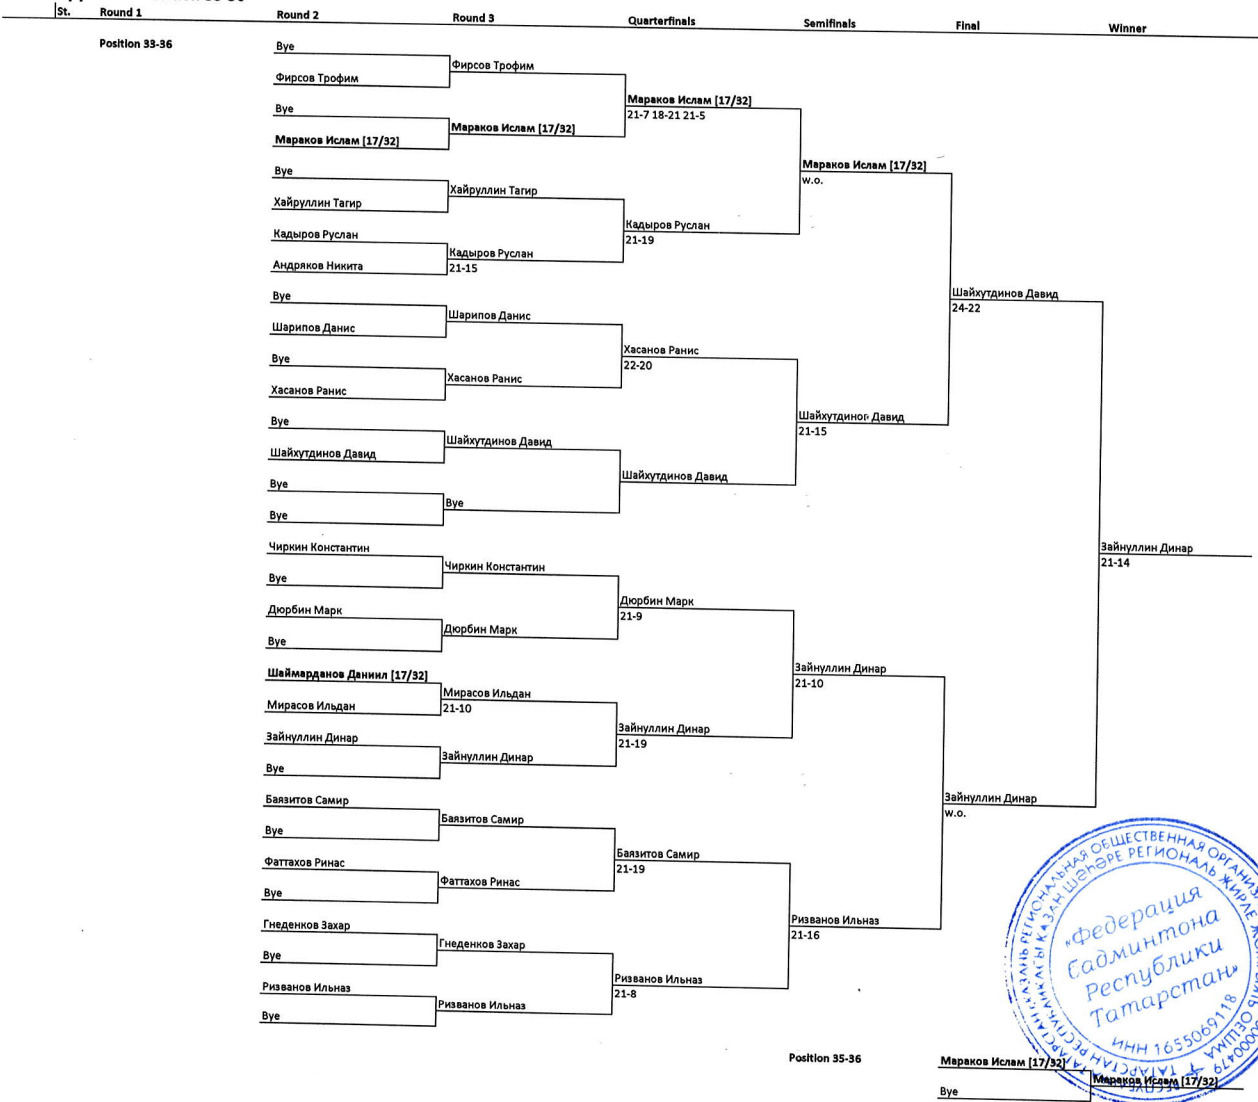 St. Round 1 Round 2 Round 3 Quarterfinals Semifinals Final Winner
Position 33-36
Bye
Фирсов Трофим
Фирсов Трофим
Bye
Мараков Ислам [17/32]
21-7 18-21 21-5
Мараков Ислам [17/32]
Мараков Ислам [17/32]
Мараков Ислам [17/32]
w.o.
Bye
Хайруллин Тагир
Хайруллин Тагир
Кадыров Руслан
21-19
Кадыров Руслан
Кадыров Руслан
21-15
Андряков Никита
Шайхутдинов Давид
24-22
Bye
Шарипов Данис
Шарипов Данис
Хасанов Ранис
22-20
Bye
Хасанов Ранис
Хасанов Ранис
Шайхутдинов Давид
21-15
Bye
Шайхутдинов Давид
Шайхутдинов Давид
Шайхутдинов Давид
Bye
Bye
Bye
Зайнуллин Динар
21-14
Чиркин Константин
Чиркин Константин
Bye
Дюрбин Марк
21-9
Дюрбин Марк
Дюрбин Марк
Bye
Зайнуллин Динар
21-10
Шаймарданов Даниил [17/32]
Мирасов Ильдан
21-10
Мирасов Ильдан
Зайнуллин Динар
21-19
Зайнуллин Динар
Зайнуллин Динар
Bye
Зайнуллин Динар
w.o.
Баязитов Самир
Баязитов Самир
Bye
Баязитов Самир
21-19
Фаттахов Ринас
Фаттахов Ринас
Bye
Ризванов Ильназ
21-16
Гнеденков Захар
Гнеденков Захар
Bye
Ризванов Ильназ
21-8
Ризванов Ильназ
Ризванов Ильназ
Bye
Position 35-36
Мараков Ислам [17/32]
Мараков Ислам [17/32]
Bye
«Федерация
бадминтона
Республики
Татарстан»
ИНН 1655069118